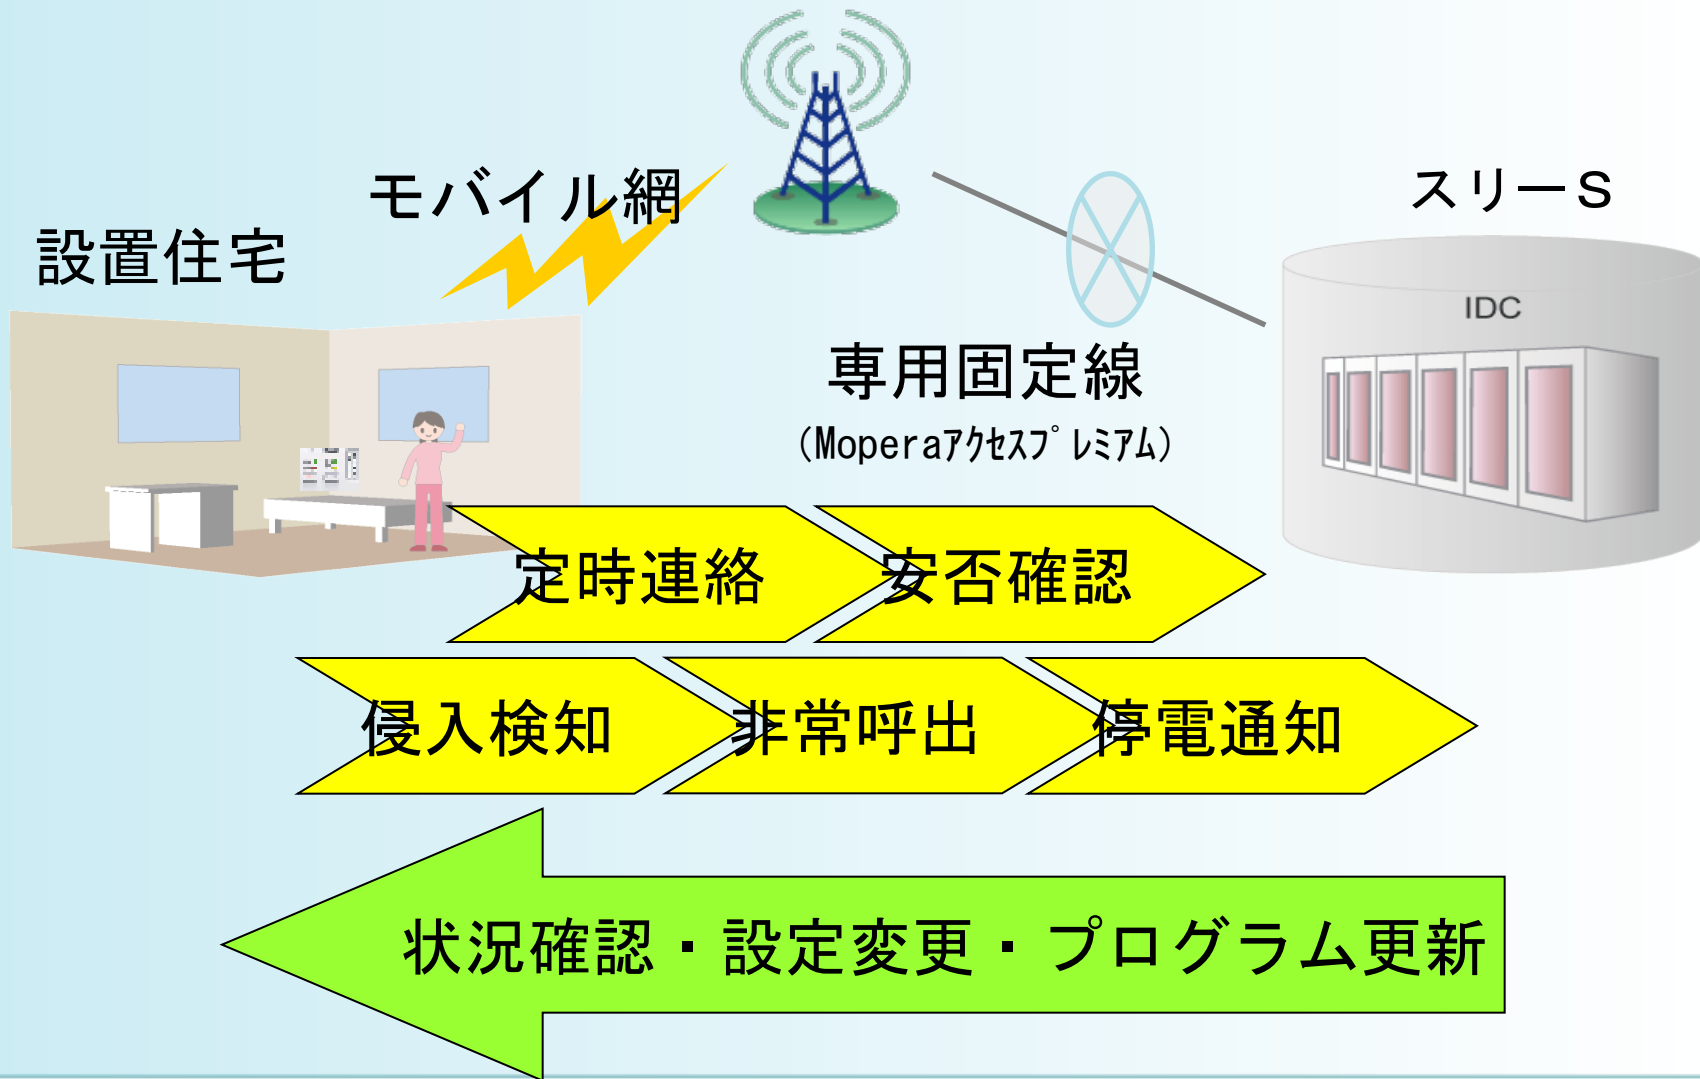 モバイル網
スリーS
設置住宅
IDC
専用固定線
(Moperaｱｸｾｽﾌﾟﾚﾐｱﾑ)
定時連絡
安否確認
侵入検知
非常呼出
停電通知
状況確認・設定変更・プログラム更新